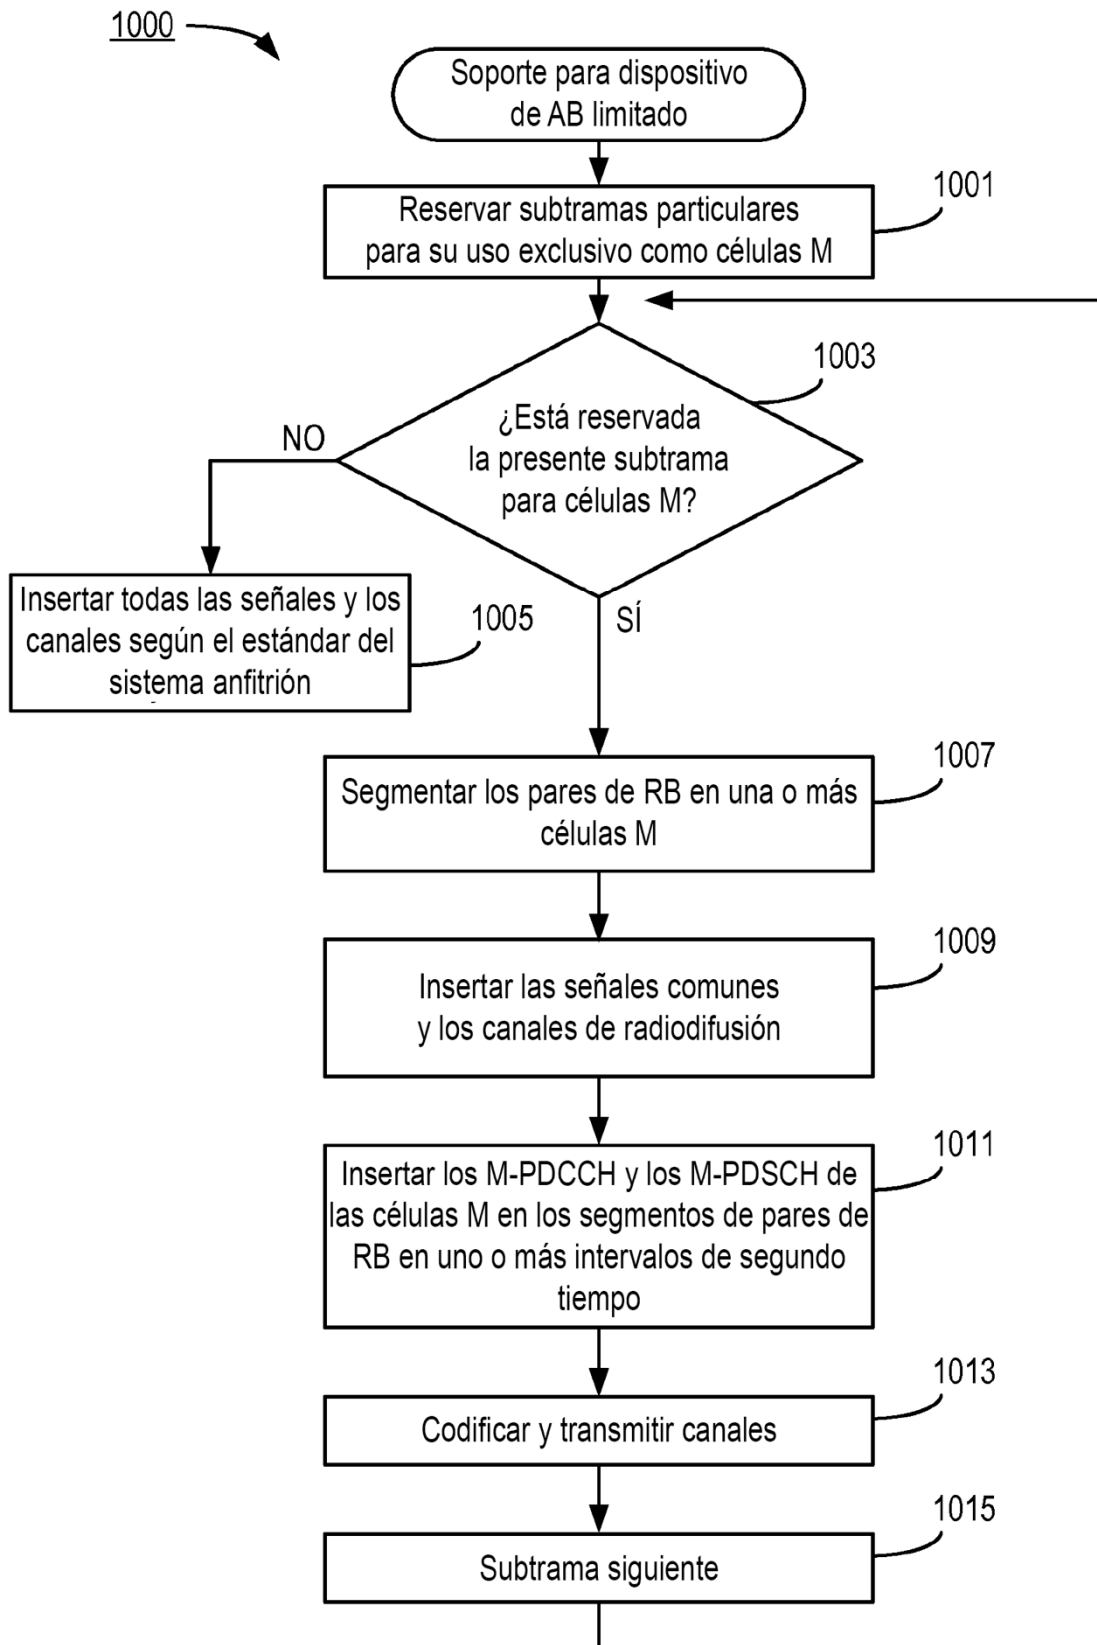 1000
Soporte para dispositivo
de AB limitado
1001
Reservar subtramas particulares
para su uso exclusivo como células M
1003
¿Está reservada
la presente subtrama
para células M?
NO
SÍ
Insertar todas las señales y los
canales según el estándar del
sistema anfitrión
1005
1007
Segmentar los pares de RB en una o más
células M
1009
Insertar las señales comunes
y los canales de radiodifusión
1011
Insertar los M-PDCCH y los M-PDSCH de
las células M en los segmentos de pares de
RB en uno o más intervalos de segundo
tiempo
1013
Codificar y transmitir canales
1015
Subtrama siguiente